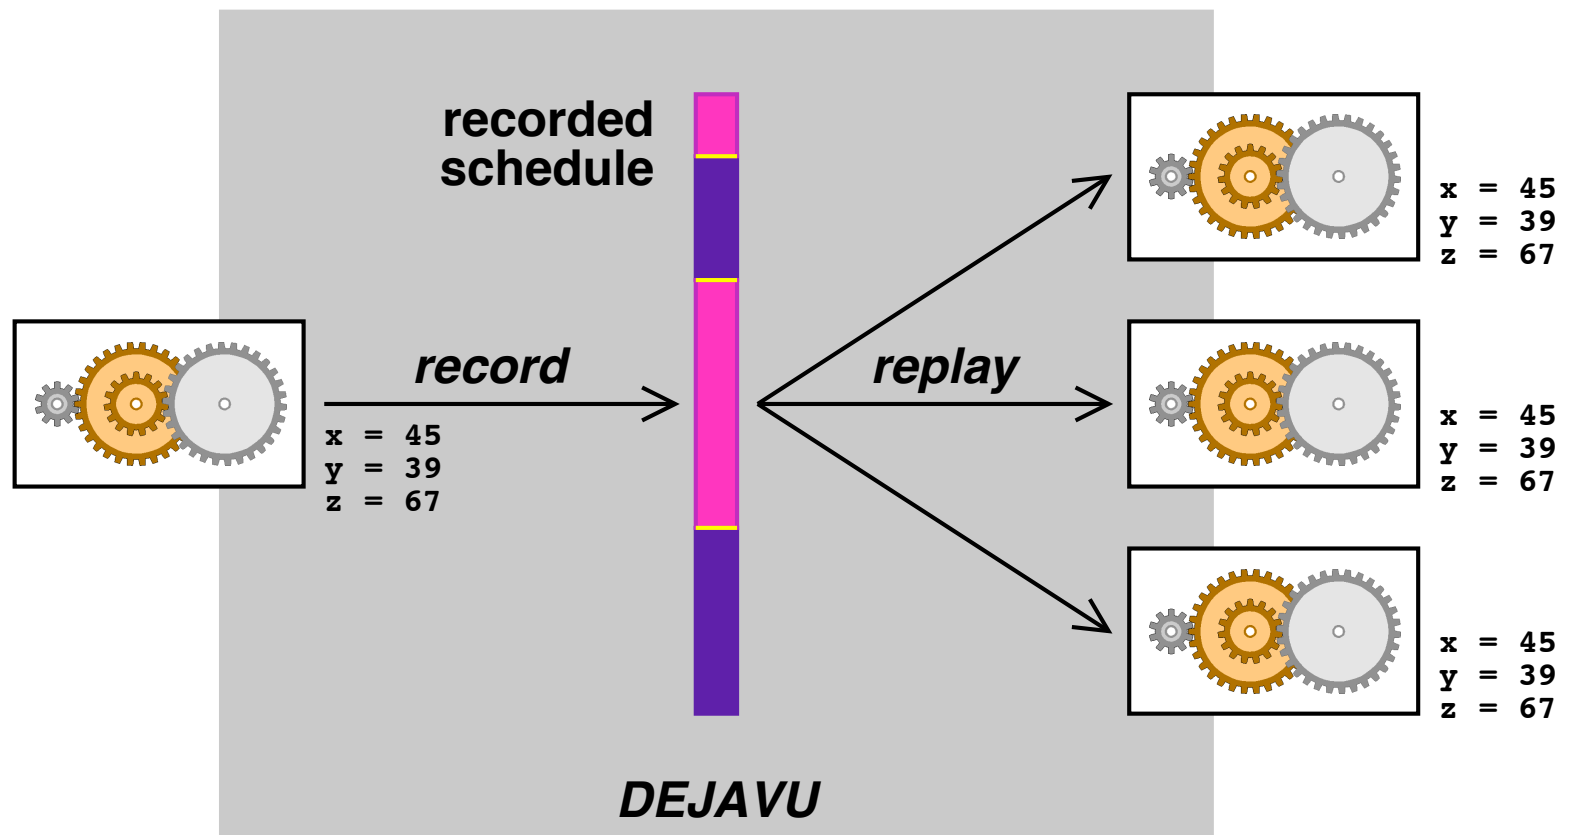 recorded
schedule
record
x = 45
y = 39
z = 67
replay
x = 45
y = 39
z = 67
x = 45
y = 39
z = 67
x = 45
y = 39
z = 67
DEJAVU